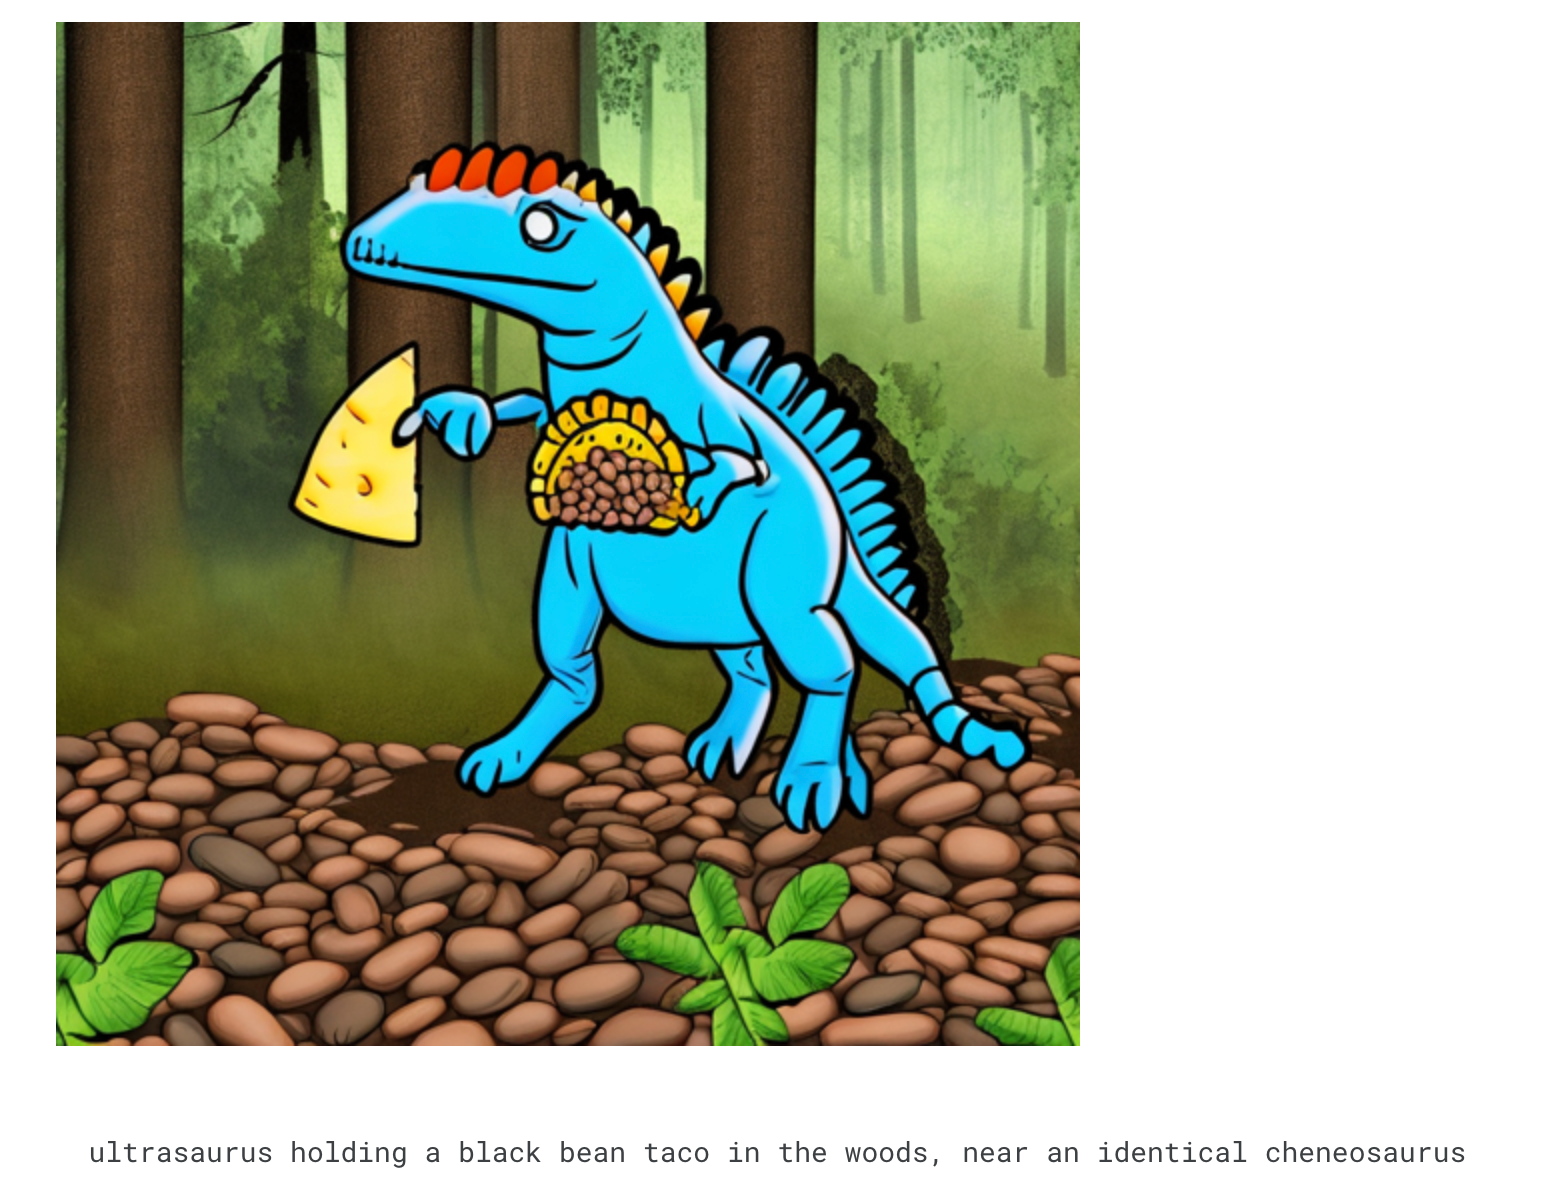 ultrasaurus holding a black bean taco in the woods, near an identical cheneosaurus